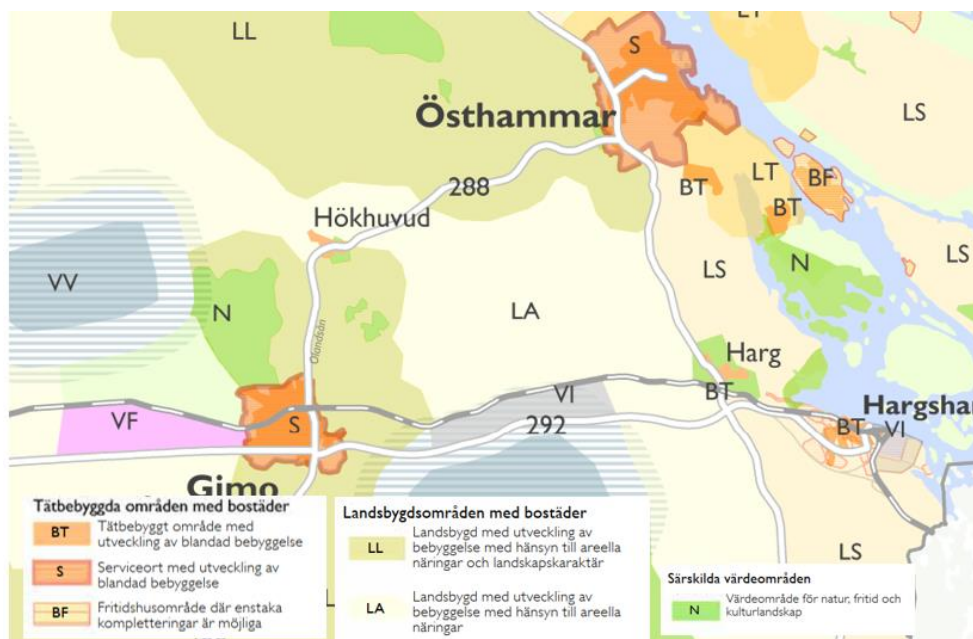 LL
S
LT
LS
Östhammar
BT
LT
BF
BT
288
Hökhuvud
LS
N
LS
VV
N
LA
Olandsån
Harg
VI
BT
Hargsha
VF
S
292
BT
VI
Gimo
LS
Tätbebyggda områden med bostäder
BT
Tätbebyggt område med
utveckling av blandad bebyggelse
S
Serviceort med utveckling av
blandad bebyggelse
BF
Fritidshusområde där enstaka
kompletteringar är möjliga
Landsbygdsområden med bostäder
LL
Landsbygd med utveckling av
bebyggelse med hänsyn till areella
näringar och landskapskaraktär
LA
Landsbygd med utveckling av
bebyggelse med hänsyn till areella
näringar
Särskilda värdeområden
N
Värdeområde för natur, fritid och
kulturlandskap